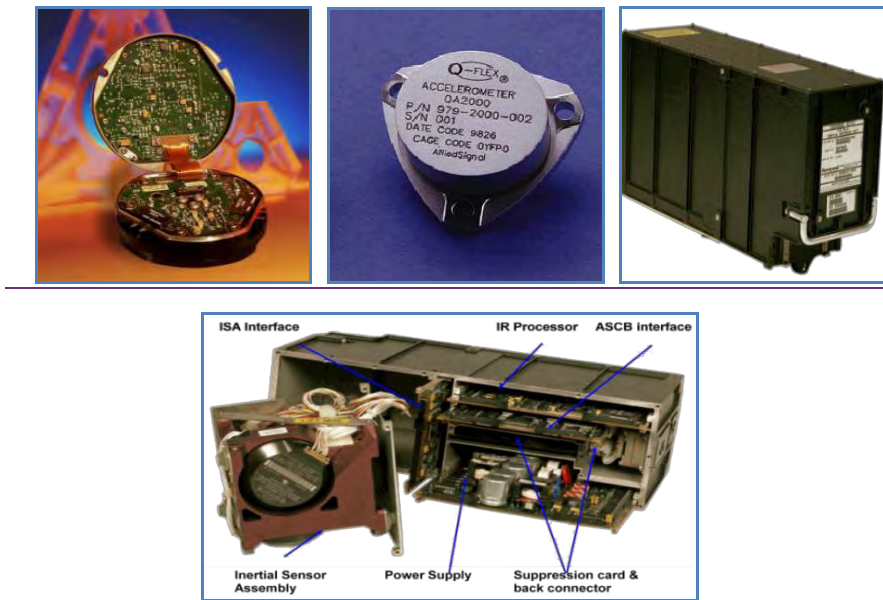 Q-FLEX®
ACCELEROMETER
QA2000
P/N 979-2000-002
S/N 001
DATE CODE 9826
CAGE CODE 0YFP0
AlliedSignal
ISA Interface
IR Processor
ASCB interface
Inertial Sensor
Assembly
Power Supply
Suppression card &
back connector